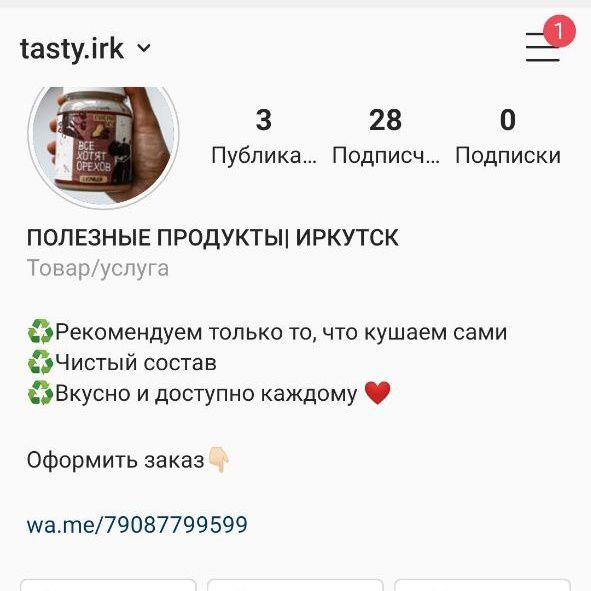 tasty.irk
1
3 28 0
Публика... Подписч... Подписки
ВСЕ
ХОТЯТ
ОРЕХОВ
ПОЛЕЗНЫЕ ПРОДУКТЫ| ИРКУТСК
Товар/услуга
♻️Рекомендуем только то, что кушаем сами
♻️Чистый состав
♻️Вкусно и доступно каждому ❤️
Оформить заказ👇🏻
wa.me/79087799599